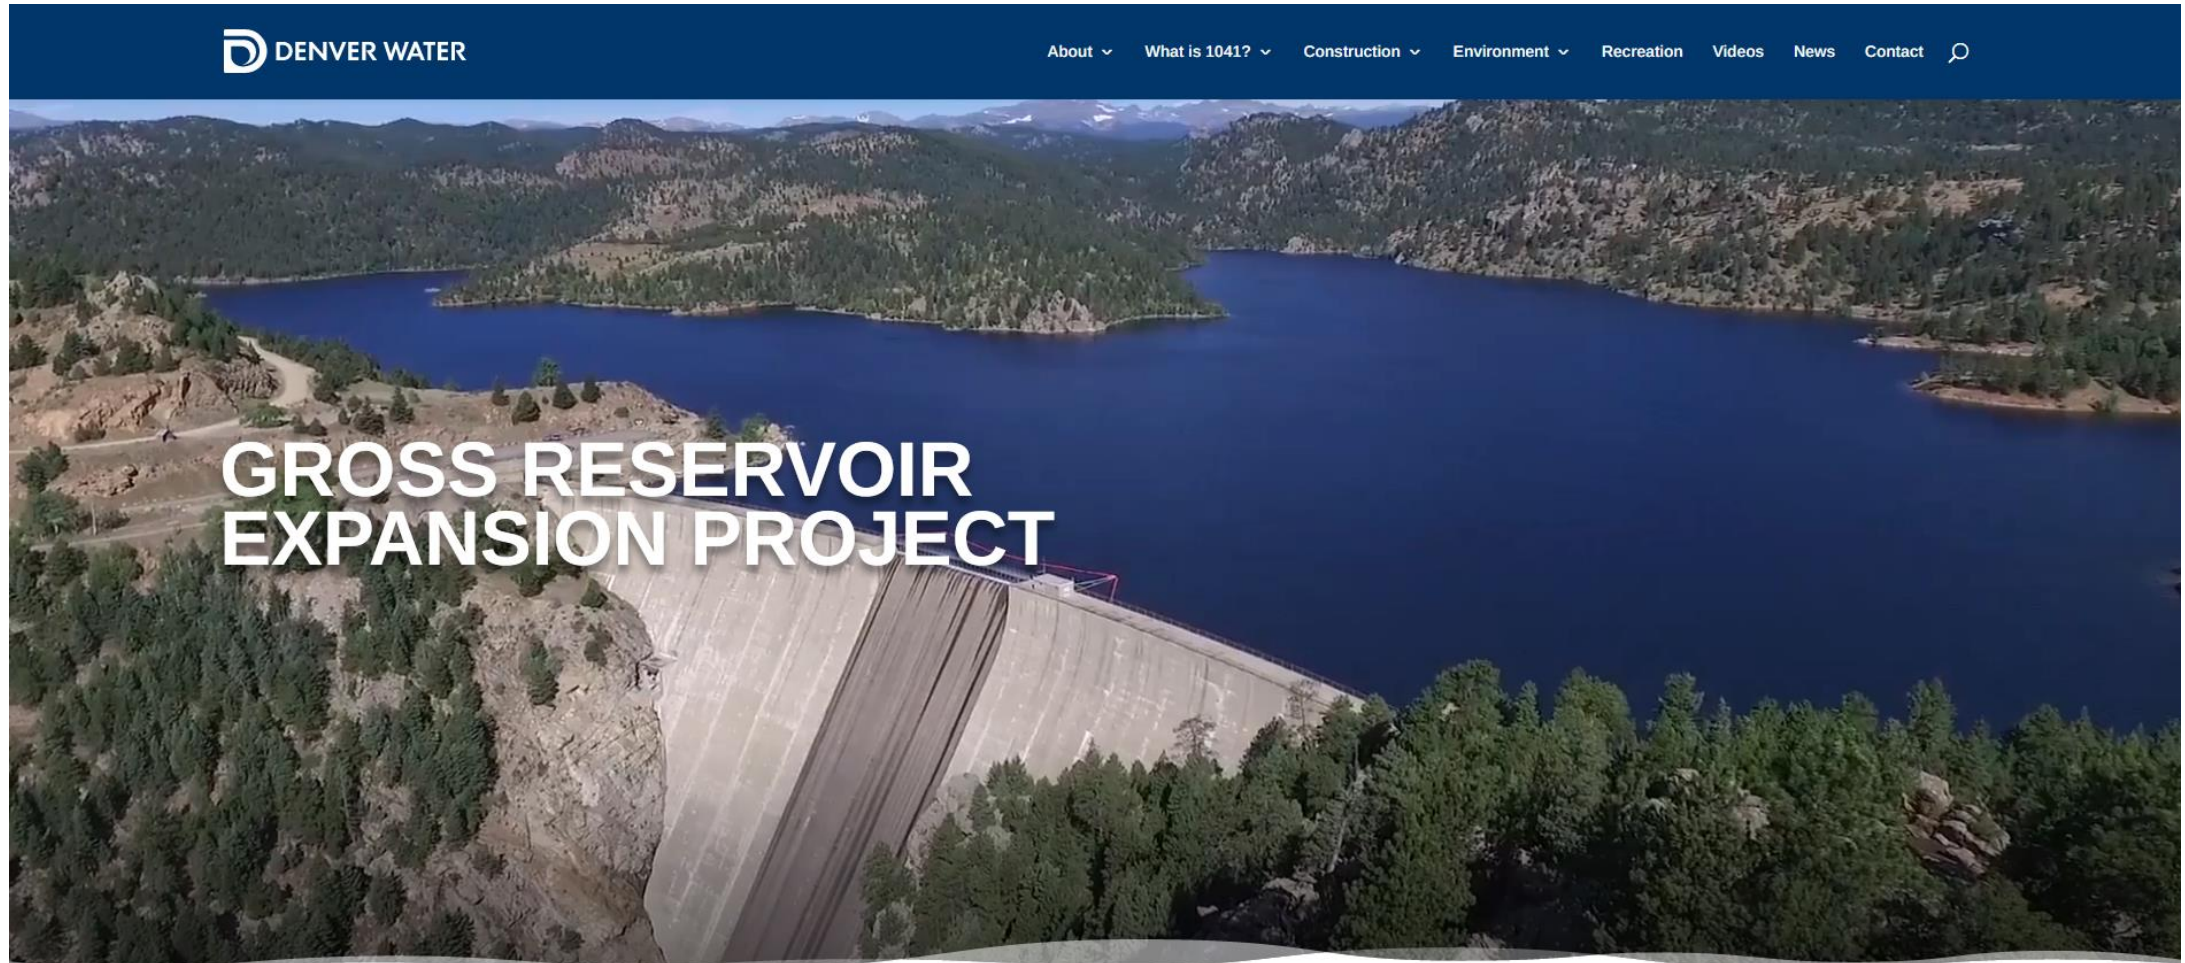 DENVER WATER
About
What is 1041?
Construction
Environment
Recreation
Videos
News
Contact
GROSS RESERVOIR
EXPANSION PROJECT